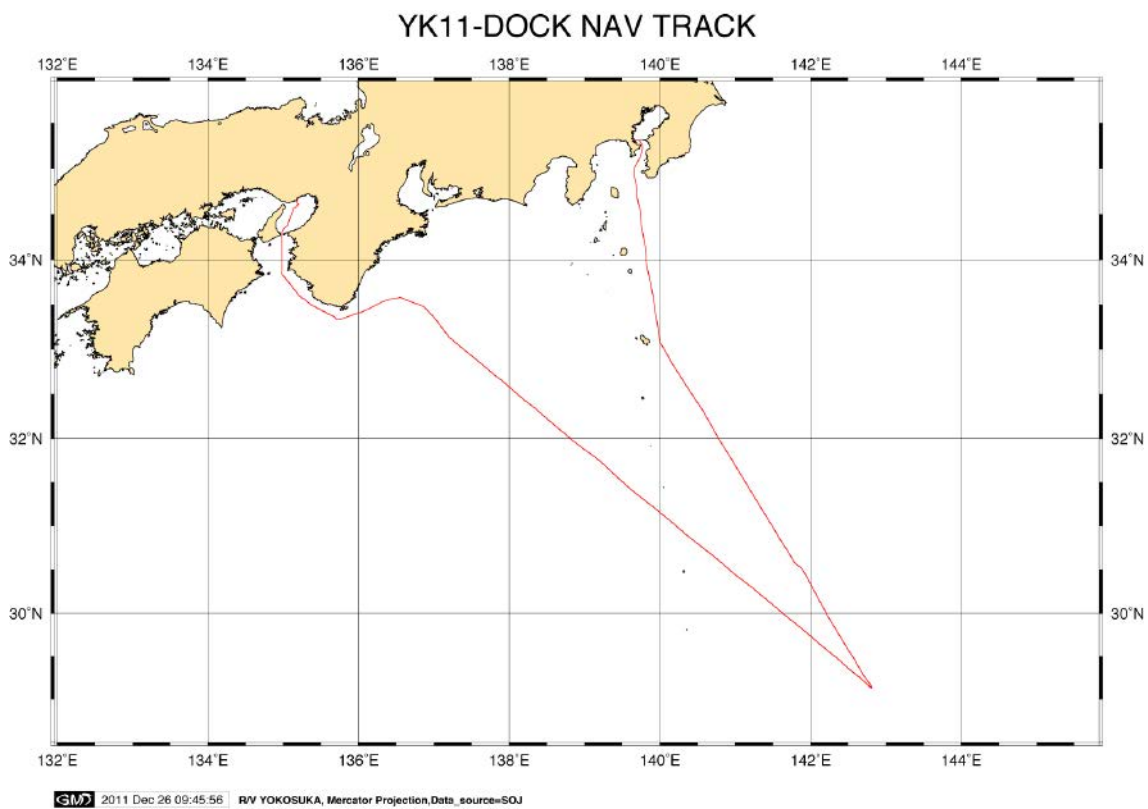 YK11-DOCK NAV TRACK
132°E 134°E 136°E 138°E 140°E 142°E 144°E
34°N 34°N
32°N 32°N
30°N 30°N
132°E 134°E 136°E 138°E 140°E 142°E 144°E
GMD 2011 Dec 26 09:45:56 R/V YOKOSUKA, Mercator Projection,Data_source=SOJ